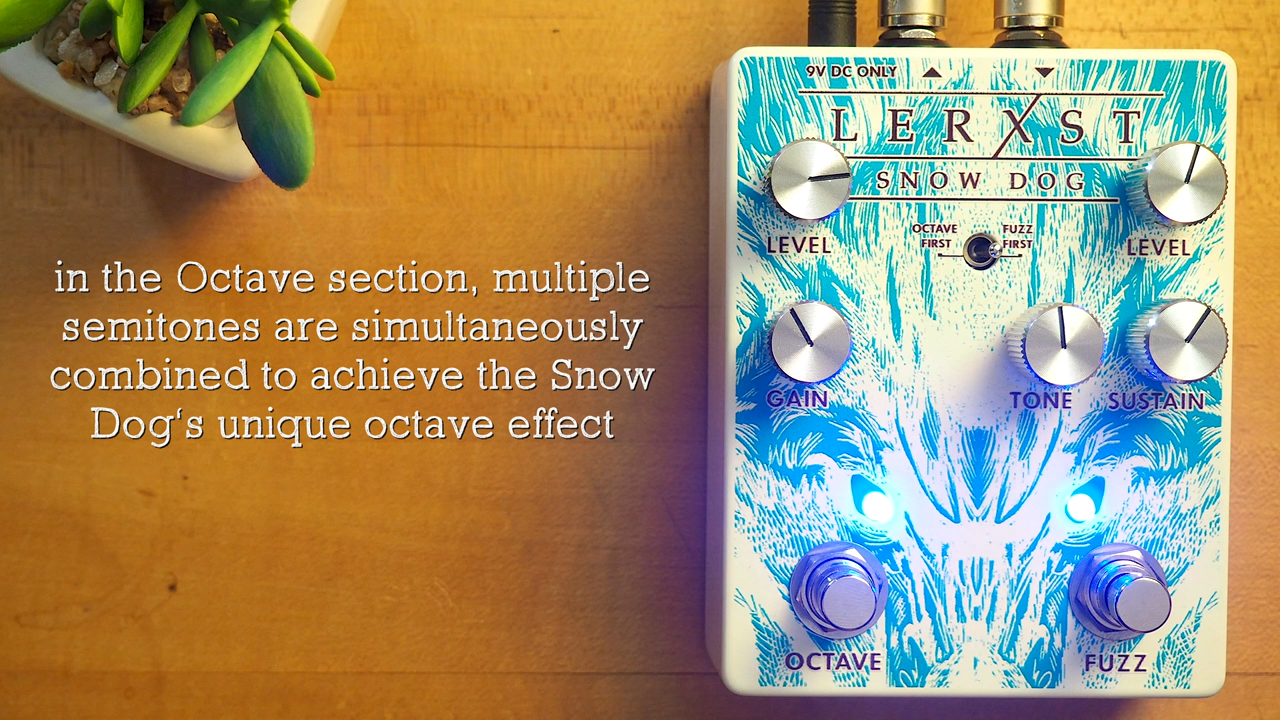 in the Octave section, multiple
semitones are simultaneously
combined to achieve the Snow
Dog's unique octave effect
9V DC ONLY
LERXST
SNOW DOG
OCTAVE FIRST
FUZZ FIRST
LEVEL
LEVEL
GAIN
TONE
SUSTAIN
OCTAVE
FUZZ